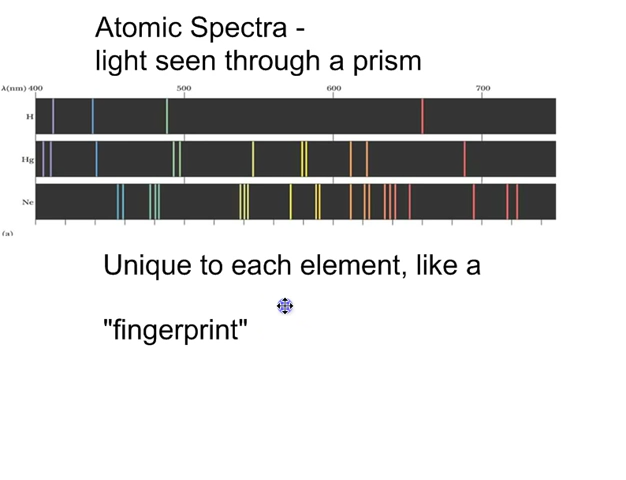 Atomic Spectra -
light seen through a prism
λ(nm) 400 500 600 700
H
Hg
Ne
(a)
Unique to each element, like a
"fingerprint"